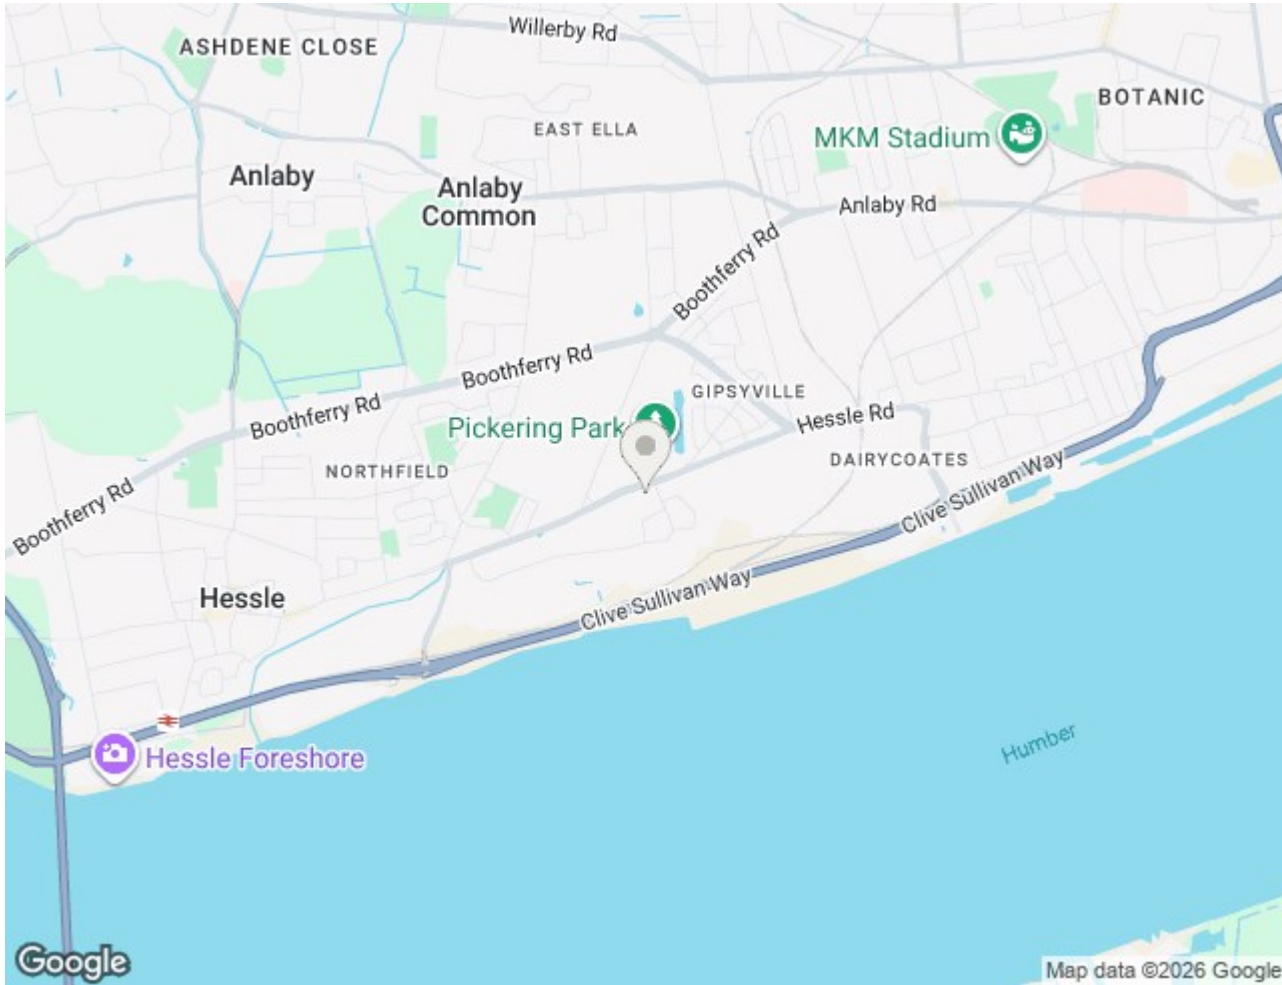 Willerby Rd
ASHDENE CLOSE
BOTANIC
EAST ELLA
MKM Stadium
Anlaby
Anlaby
Common
Anlaby Rd
Boothferry Rd
Boothferry Rd
GIPSYVILLE
Boothferry Rd
Hessle Rd
Pickering Park
NORTHFIELD
DAIRYCOATES
Clive Sullivan Way
Boothferry Rd
Hessle
Clive Sullivan Way
Humber
Hessle Foreshore
Google
Map data ©2026 Google